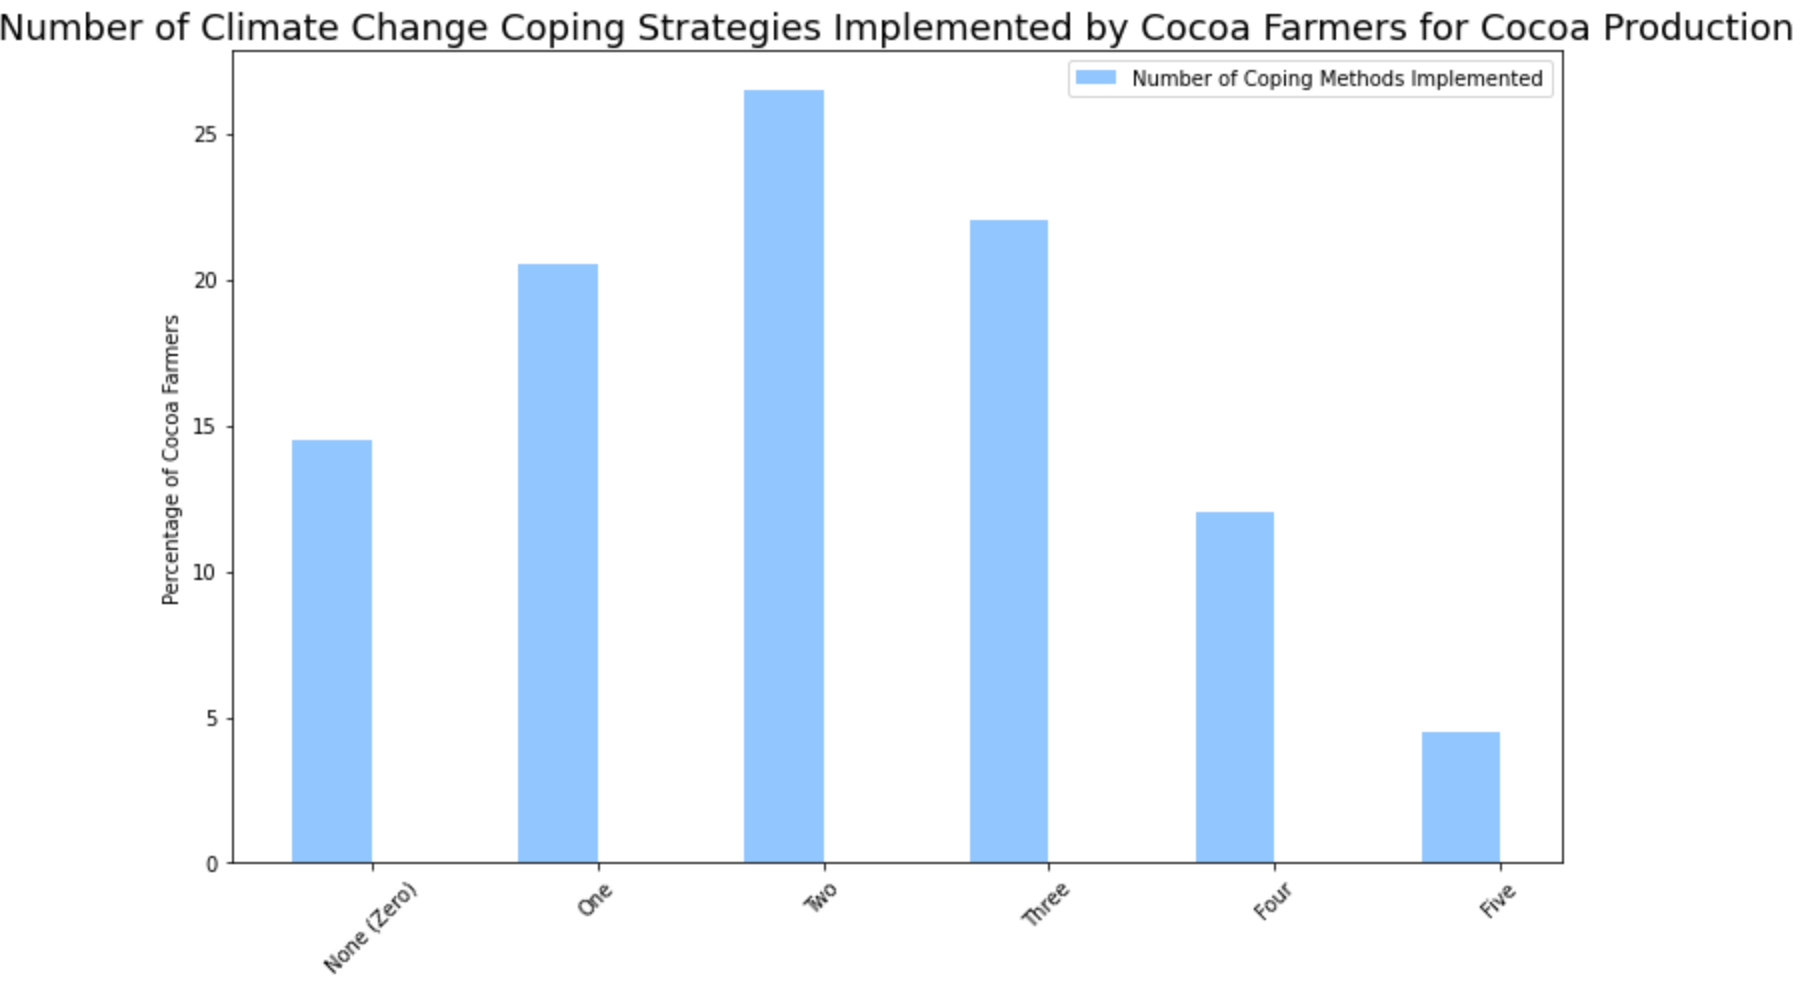 Number of Climate Change Coping Strategies Implemented by Cocoa Farmers for Cocoa Production
Number of Coping Methods Implemented
Percentage of Cocoa Farmers
25
20
15
10
5
0
None (Zero)
One
Two
Three
Four
Five